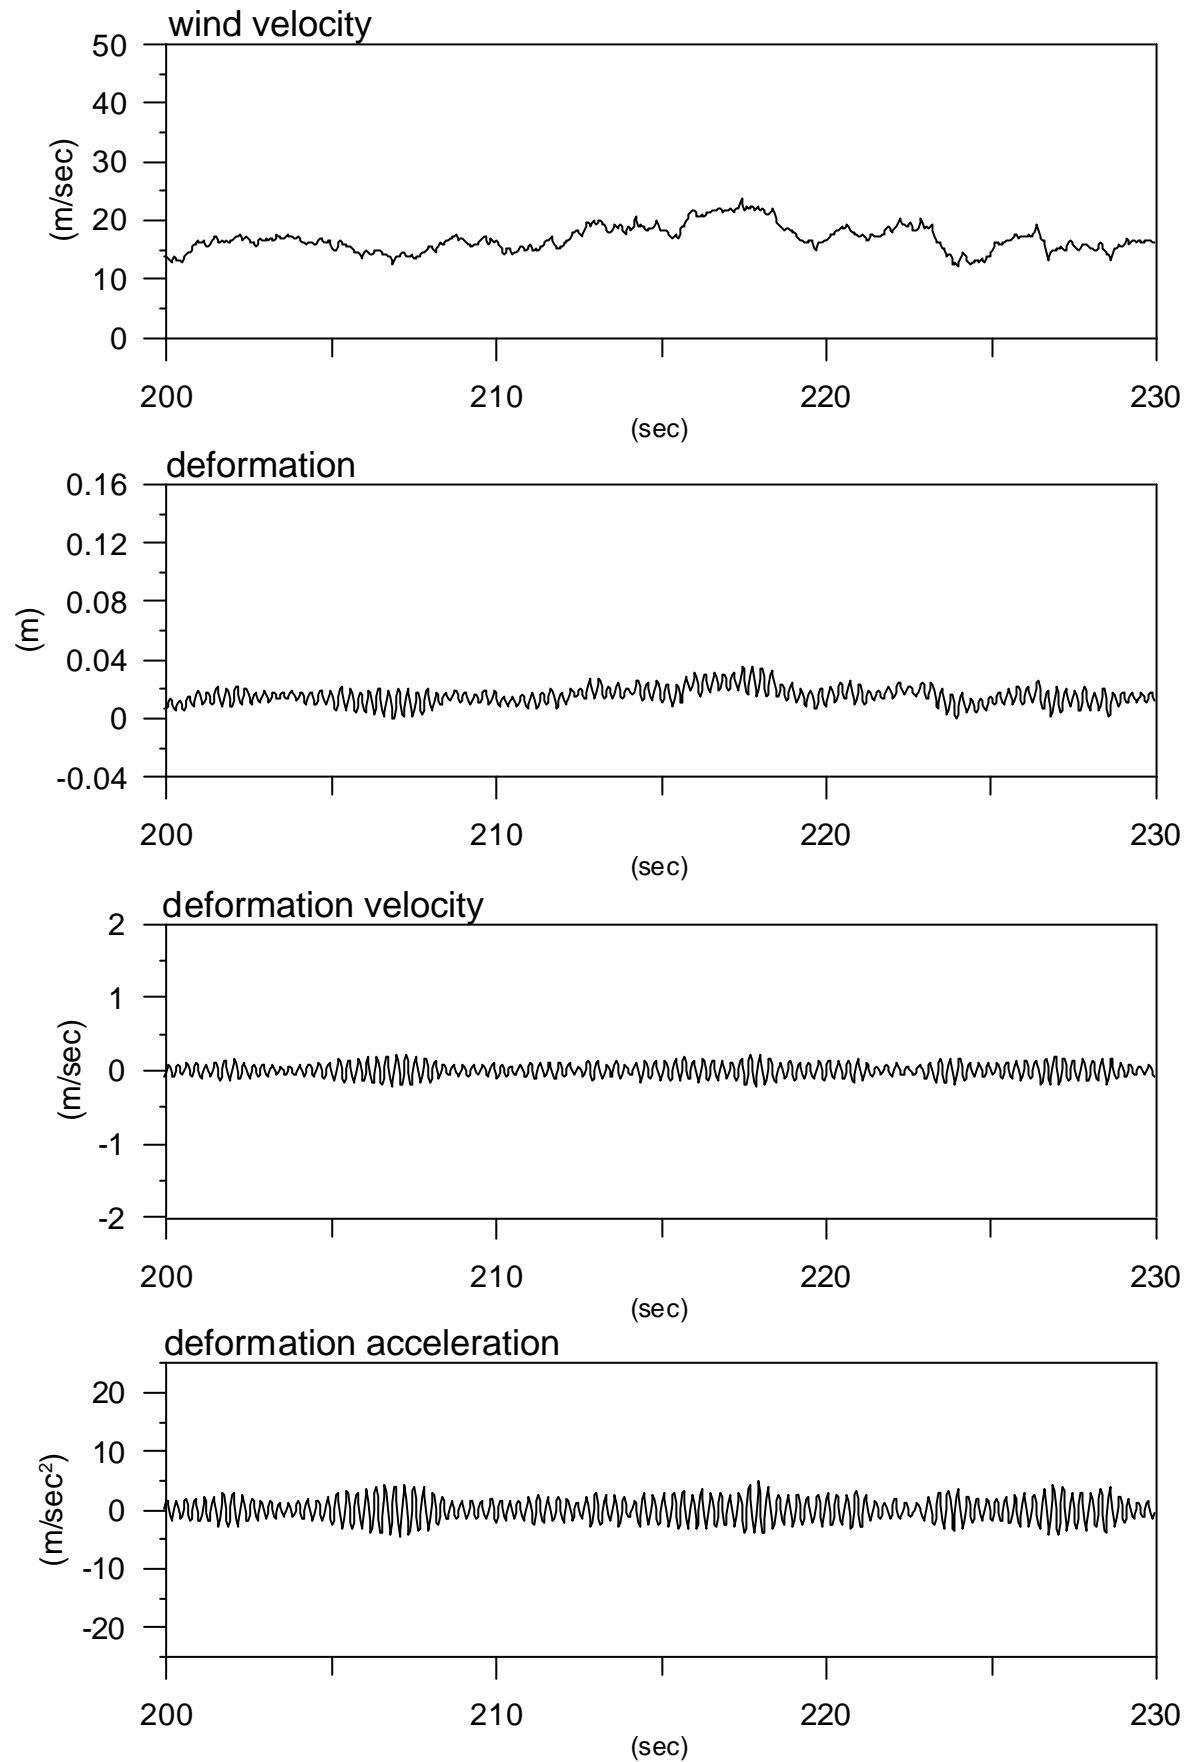 wind velocity
50
40
30
20
10
0
(m/sec)
200 210 220 230
(sec)
deformation
0.16
0.12
0.08
0.04
0
-0.04
(m)
200 210 220 230
(sec)
deformation velocity
2
1
0
-1
-2
(m/sec)
200 210 220 230
(sec)
deformation acceleration
20
10
0
-10
-20
(m/sec²)
200 210 220 230
(sec)